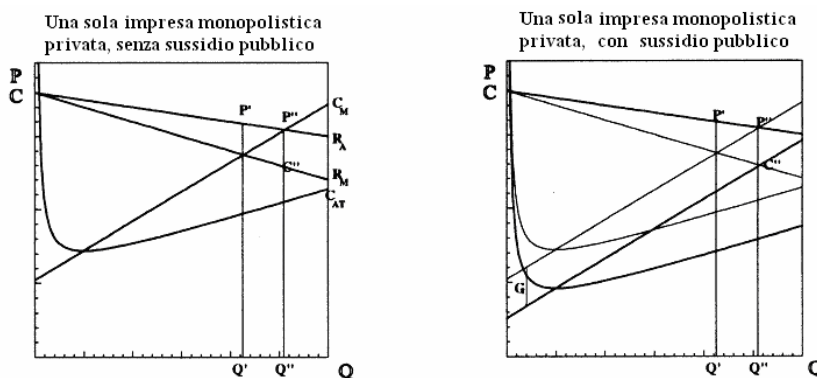 Una sola impresa monopolistica
privata, senza sussidio pubblico
P
C
P'
P''
C_M
R_A
C''
R_M
C_AT
Q'
Q''
Q
Una sola impresa monopolistica
privata, con sussidio pubblico
P
C
P'
P''
C''
G
Q'
Q''
Q